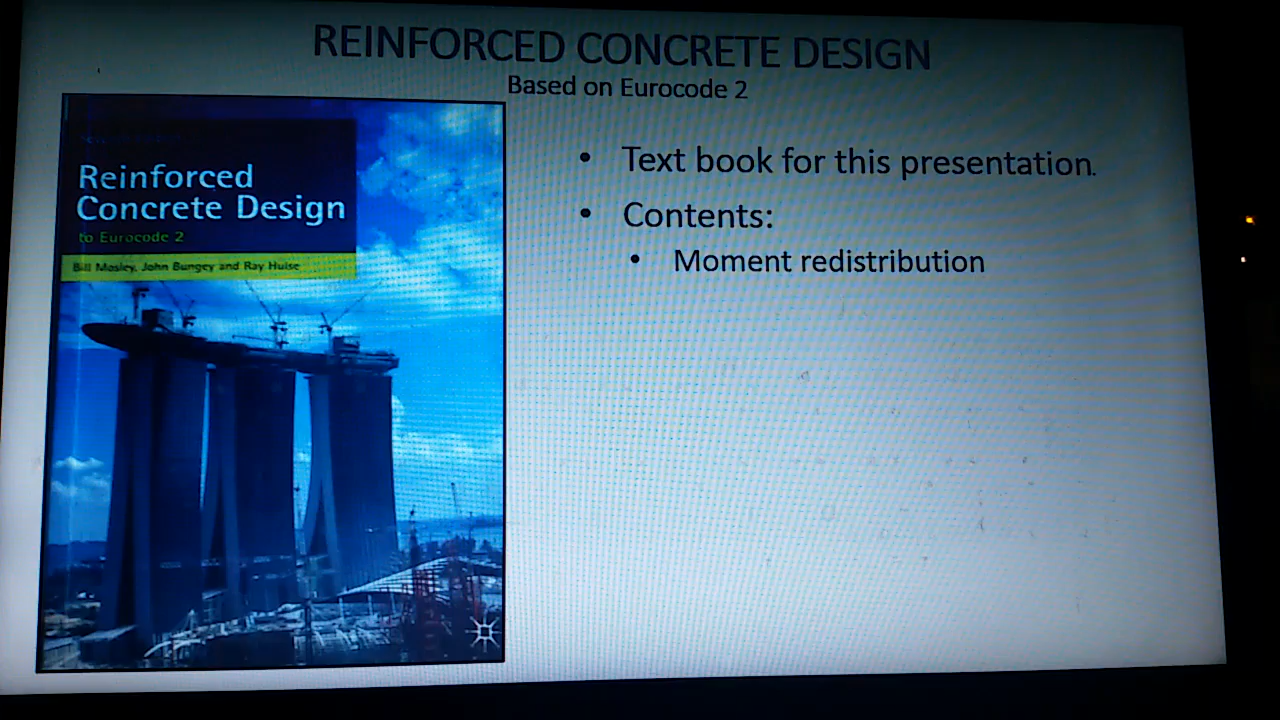 REINFORCED CONCRETE DESIGN
Based on Eurocode 2
Reinforced
Concrete Design
to Eurocode 2
Bill Mosley, John Bungey and Ray Hulse
• Text book for this presentation.
• Contents:
• Moment redistribution